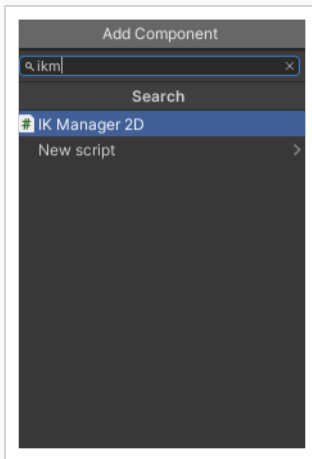 Add Component
ikm
Search
# IK Manager 2D
New script